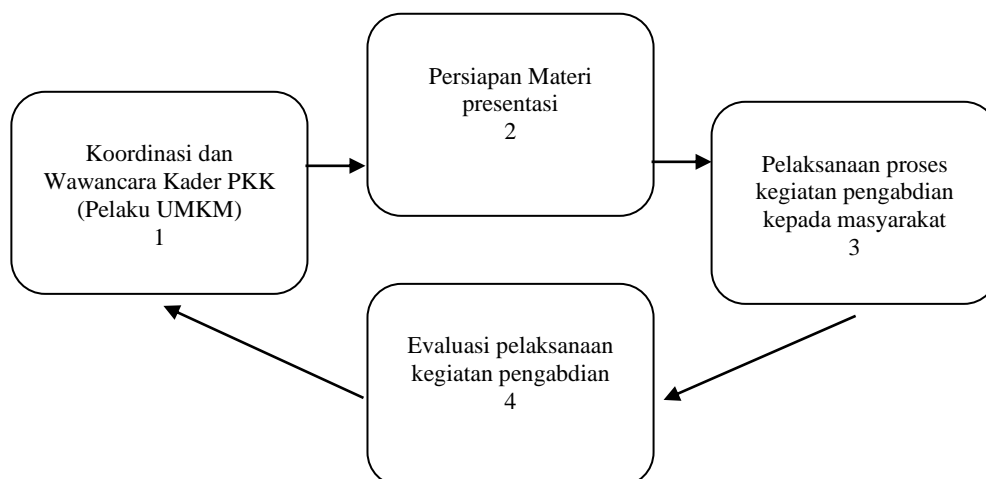 Koordinasi dan
Wawancara Kader PKK
(Pelaku UMKM)
1
Persiapan Materi
presentasi
2
Pelaksanaan proses
kegiatan pengabdian
kepada masyarakat
3
Evaluasi pelaksanaan
kegiatan pengabdian
4